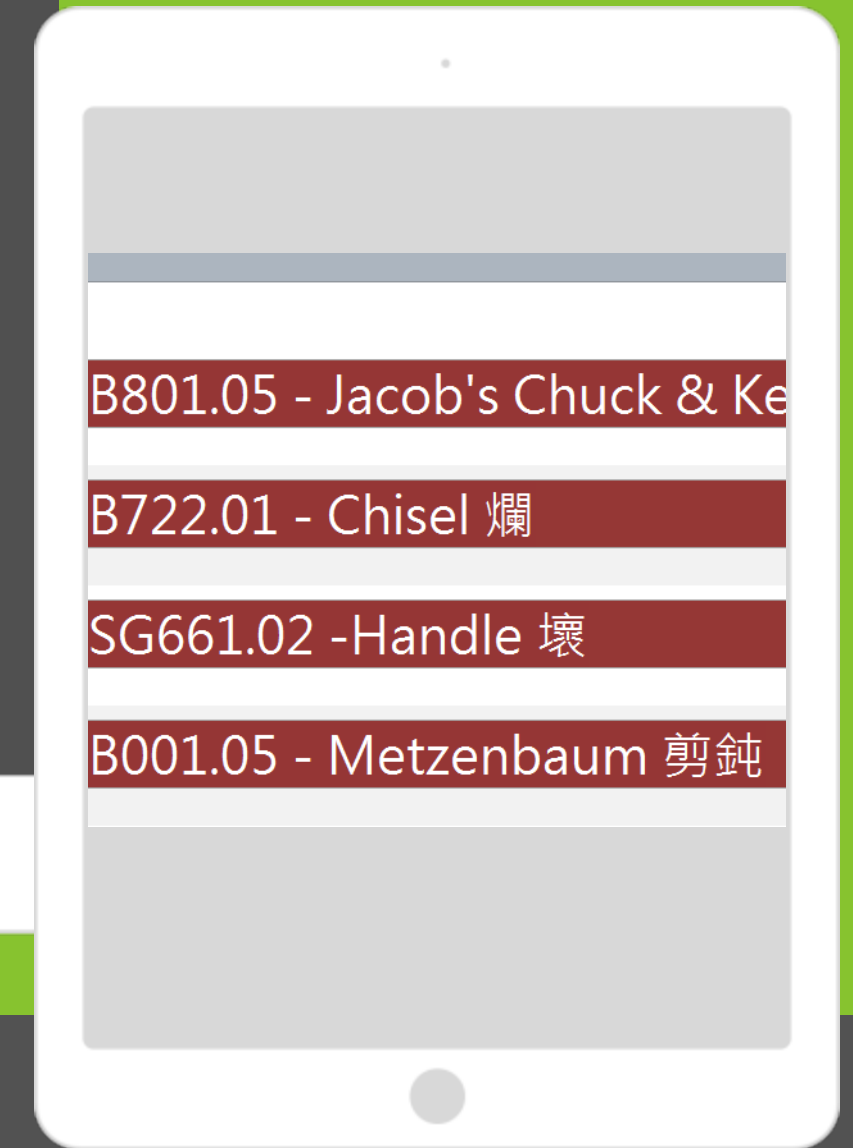 B801.05 - Jacob's Chuck & Ke
B722.01 - Chisel 爛
SG661.02 -Handle 壞
B001.05 - Metzenbaum 剪鈍